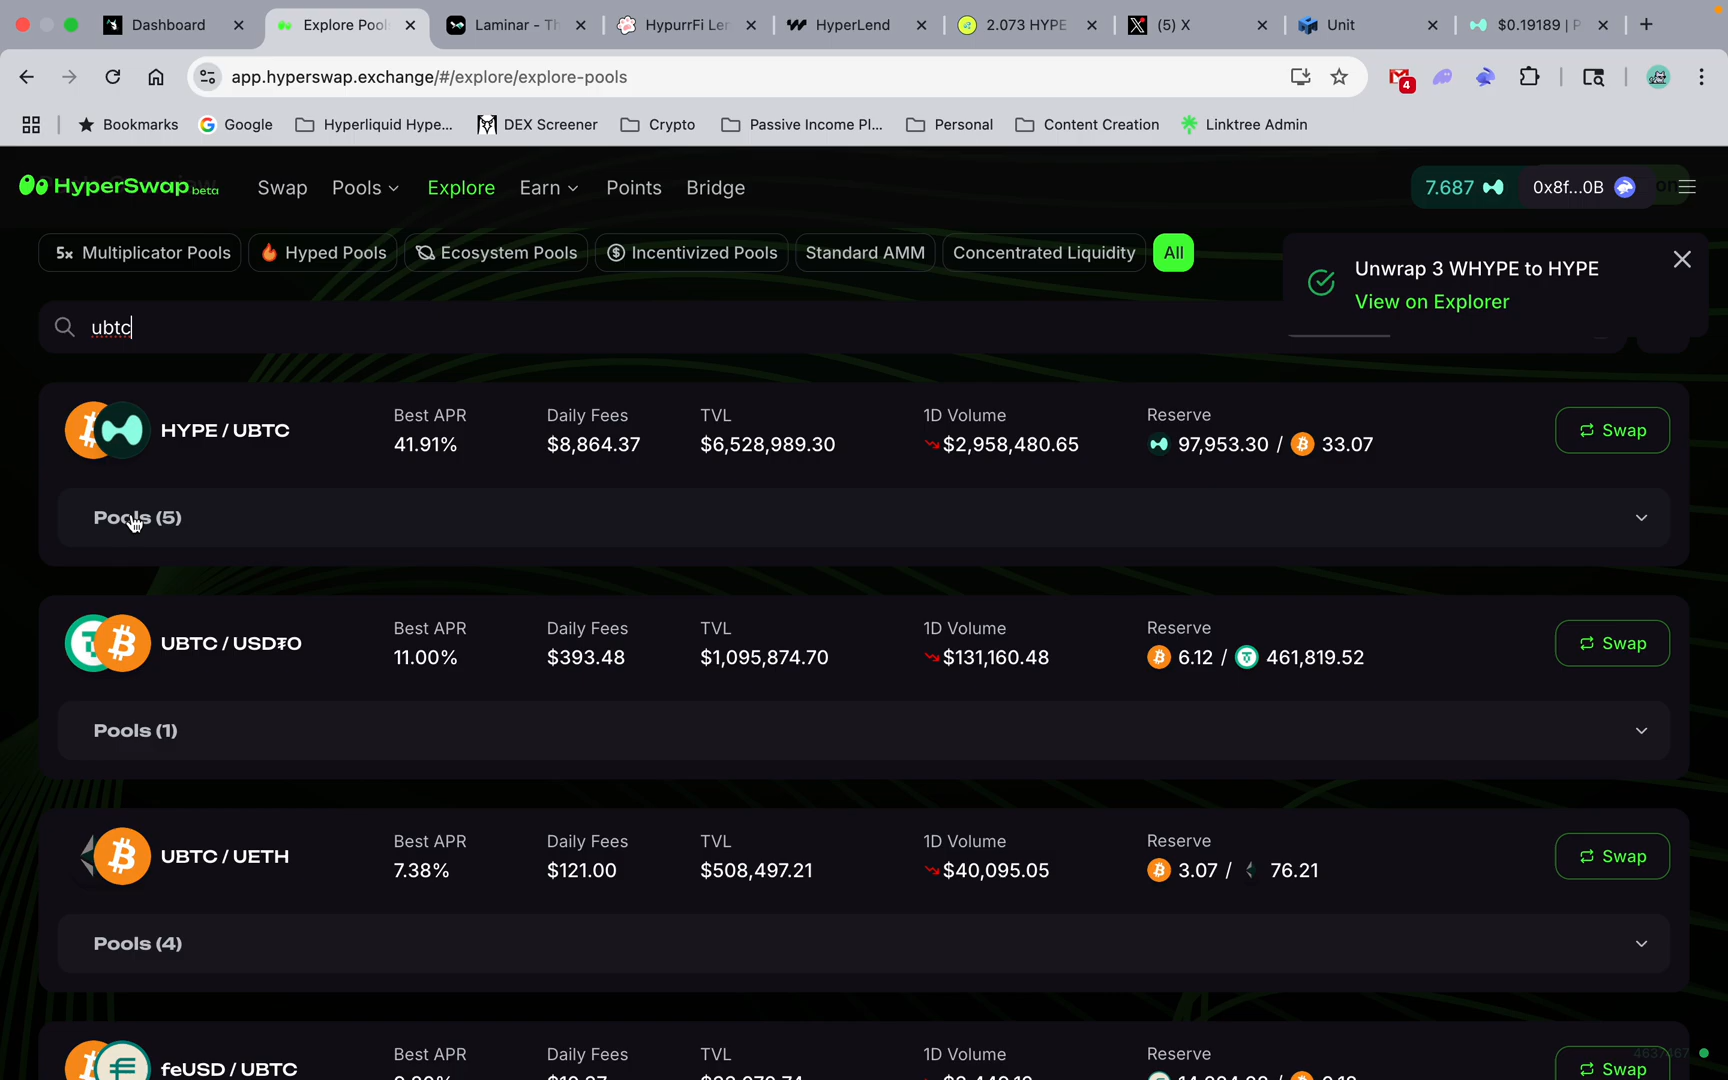 Dashboard
Explore Pool
Laminar - Th
HypurrFi Len
HyperLend
2.073 HYPE
(5) X
Unit
$0.19189 | P
app.hyperswap.exchange/#/explore/explore-pools
4
Bookmarks
Google
Hyperliquid Hype...
DEX Screener
Crypto
Passive Income Pl...
Personal
Content Creation
Linktree Admin
HyperSwap beta
Swap
Pools
Explore
Earn
Points
Bridge
7.687
0x8f...0B
5x Multiplicator Pools
Hyped Pools
Ecosystem Pools
Incentivized Pools
Standard AMM
Concentrated Liquidity
All
Unwrap 3 WHYPE to HYPE
View on Explorer
ubtc
HYPE / UBTC
Best APR
41.91%
Daily Fees
$8,864.37
TVL
$6,528,989.30
1D Volume
$2,958,480.65
Reserve
97,953.30 / 33.07
Swap
Pools (5)
UBTC / USD₮0
Best APR
11.00%
Daily Fees
$393.48
TVL
$1,095,874.70
1D Volume
$131,160.48
Reserve
6.12 / 461,819.52
Swap
Pools (1)
UBTC / UETH
Best APR
7.38%
Daily Fees
$121.00
TVL
$508,497.21
1D Volume
$40,095.05
Reserve
3.07 / 76.21
Swap
Pools (4)
feUSD / UBTC
Best APR
Daily Fees
TVL
1D Volume
Reserve
Swap
4637467